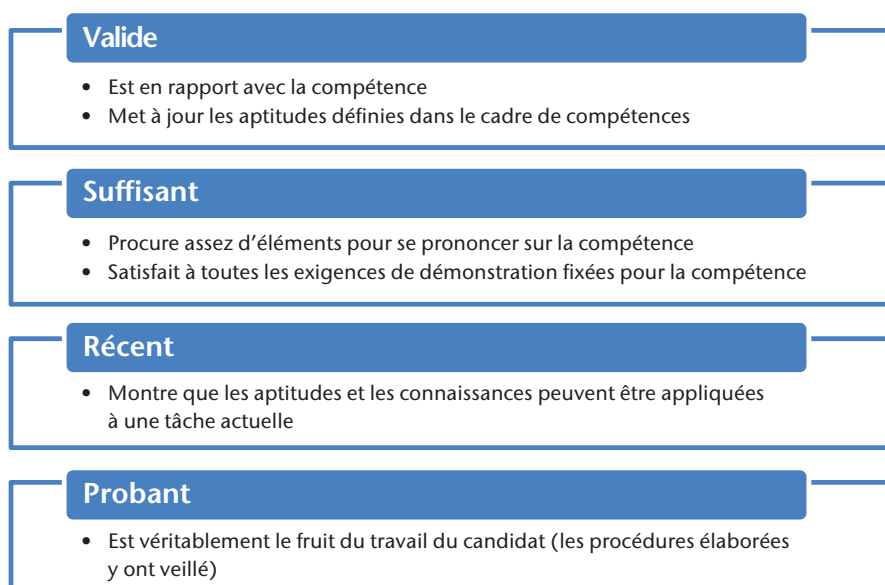 Valide
• Est en rapport avec la compétence
• Met à jour les aptitudes définies dans le cadre de compétences
Suffisant
• Procure assez d’éléments pour se prononcer sur la compétence
• Satisfait à toutes les exigences de démonstration fixées pour la compétence
Récent
• Montre que les aptitudes et les connaissances peuvent être appliquées
à une tâche actuelle
Probant
• Est véritablement le fruit du travail du candidat (les procédures élaborées
y ont veillé)